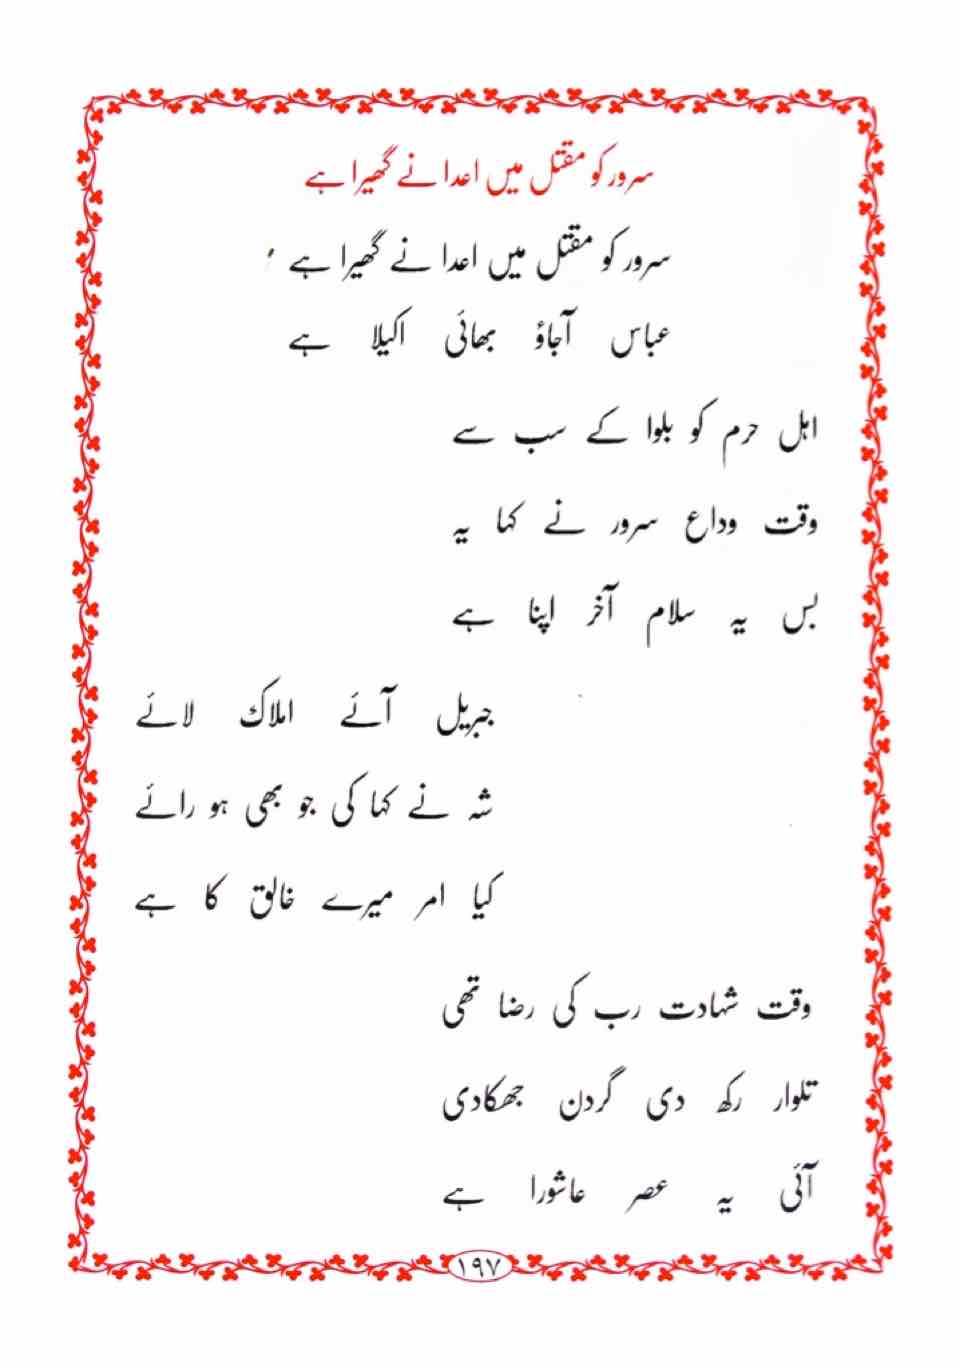 سرور کو مقتل میں اعدا نے گھیرا ہے
سرور کو مقتل میں اعدا نے گھیرا ہے
عباس آجاؤ بھائی اکیلا ہے
اہل حرم کو بلوا کے سب سے
وقت وداع سرور نے کہا یہ
بس یہ سلام آخر اپنا ہے
جبریل آئے املاک لائے
شہ نے کہا کی جو بھی ہو رائے
کیا امر میرے خالق کا ہے
وقت شہادت رب کی رضا تھی
تلوار رکھ دی گردن جھکادی
آئی یہ عصر عاشورا ہے
۱۹۷